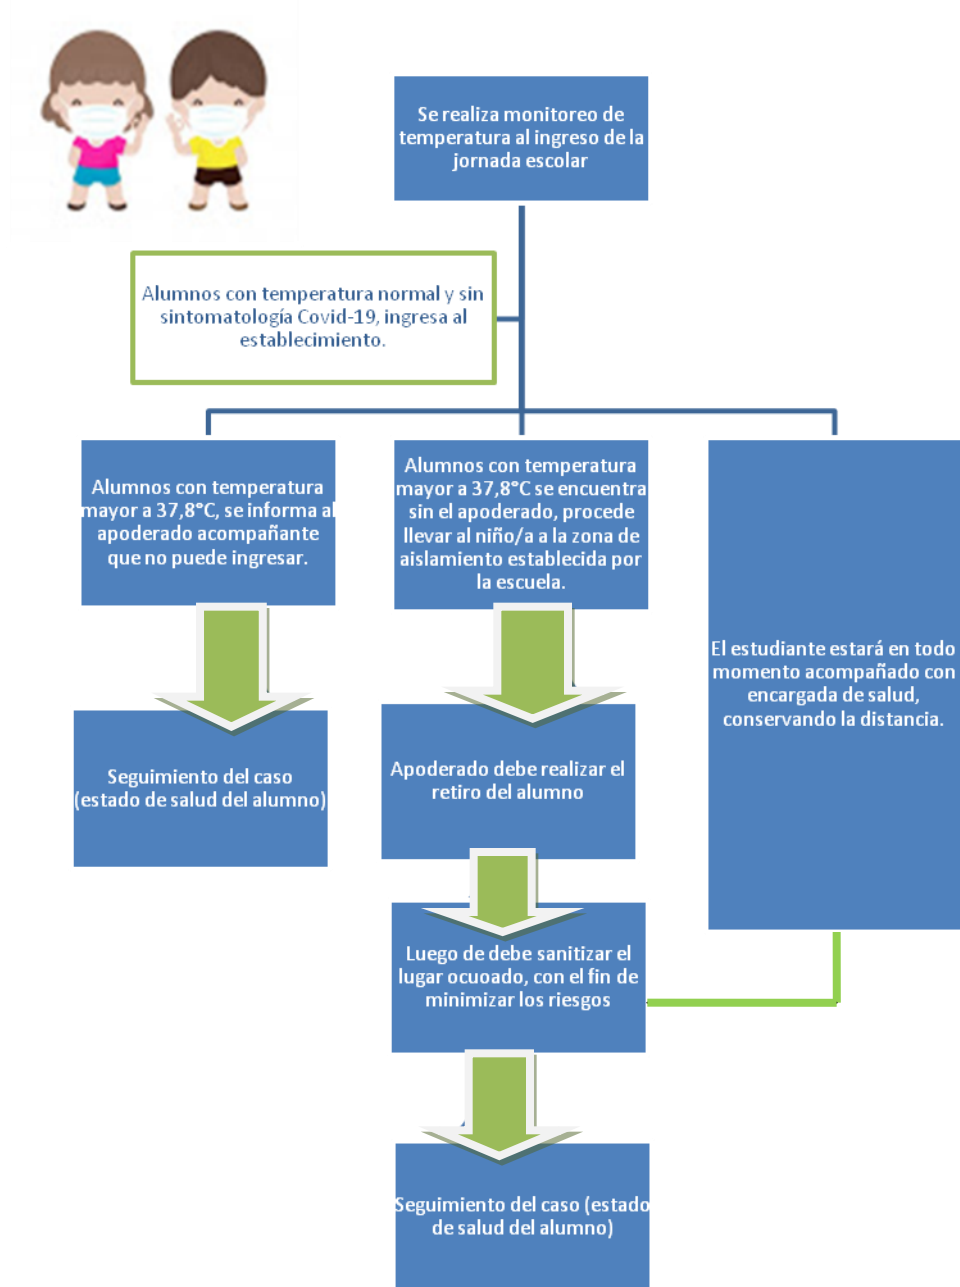 Se realiza monitoreo de
temperatura al ingreso de la
jornada escolar
Alumnos con temperatura normal y sin
sintomatología Covid-19, ingresa al
establecimiento.
Alumnos con temperatura
mayor a 37,8°C, se informa al
apoderado acompañante
que no puede ingresar.
Alumnos con temperatura
mayor a 37,8°C se encuentra
sin el apoderado, procede
llevar al niño/a a la zona de
aislamiento establecida por
la escuela.
El estudiante estará en todo
momento acompañado con
encargada de salud,
conservando la distancia.
Seguimiento del caso
(estado de salud del alumno)
Apoderado debe realizar el
retiro del alumno
Luego de debe sanitizar el
lugar ocuoado, con el fin de
minimizar los riesgos
Seguimiento del caso (estado
de salud del alumno)